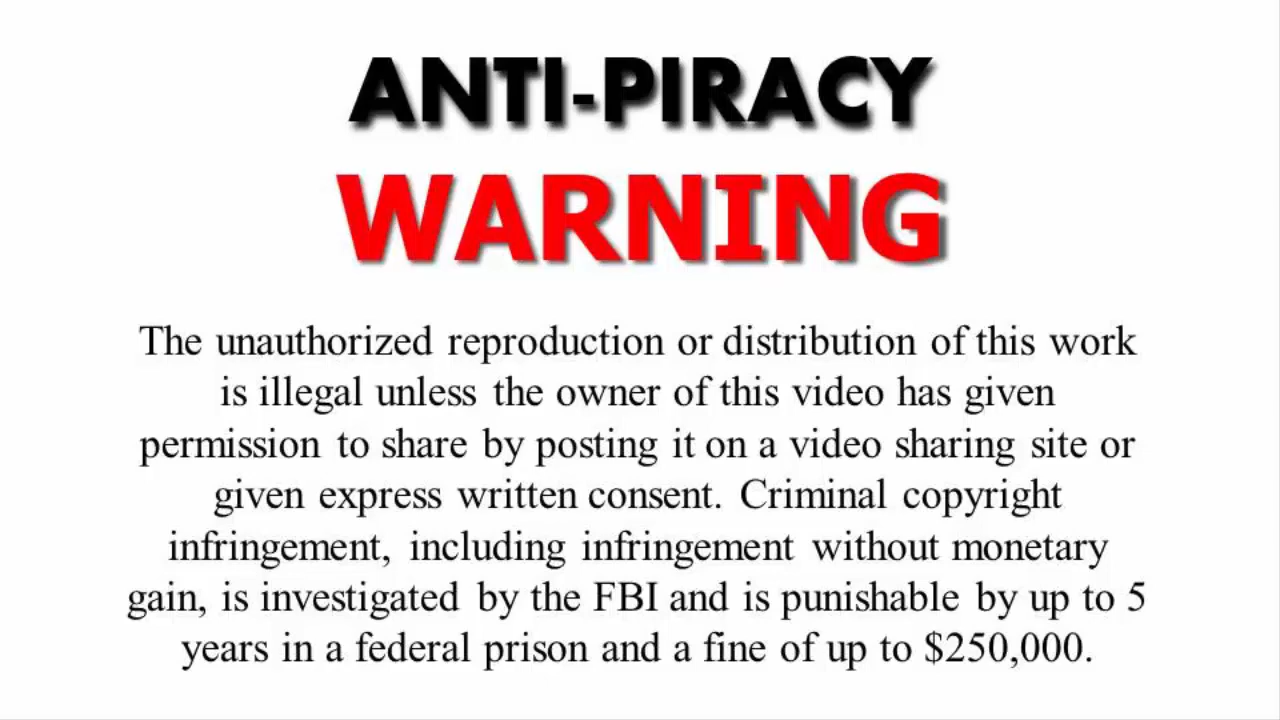 ANTI-PIRACY
WARNING
The unauthorized reproduction or distribution of this work
is illegal unless the owner of this video has given
permission to share by posting it on a video sharing site or
given express written consent. Criminal copyright
infringement, including infringement without monetary
gain, is investigated by the FBI and is punishable by up to 5
years in a federal prison and a fine of up to $250,000.